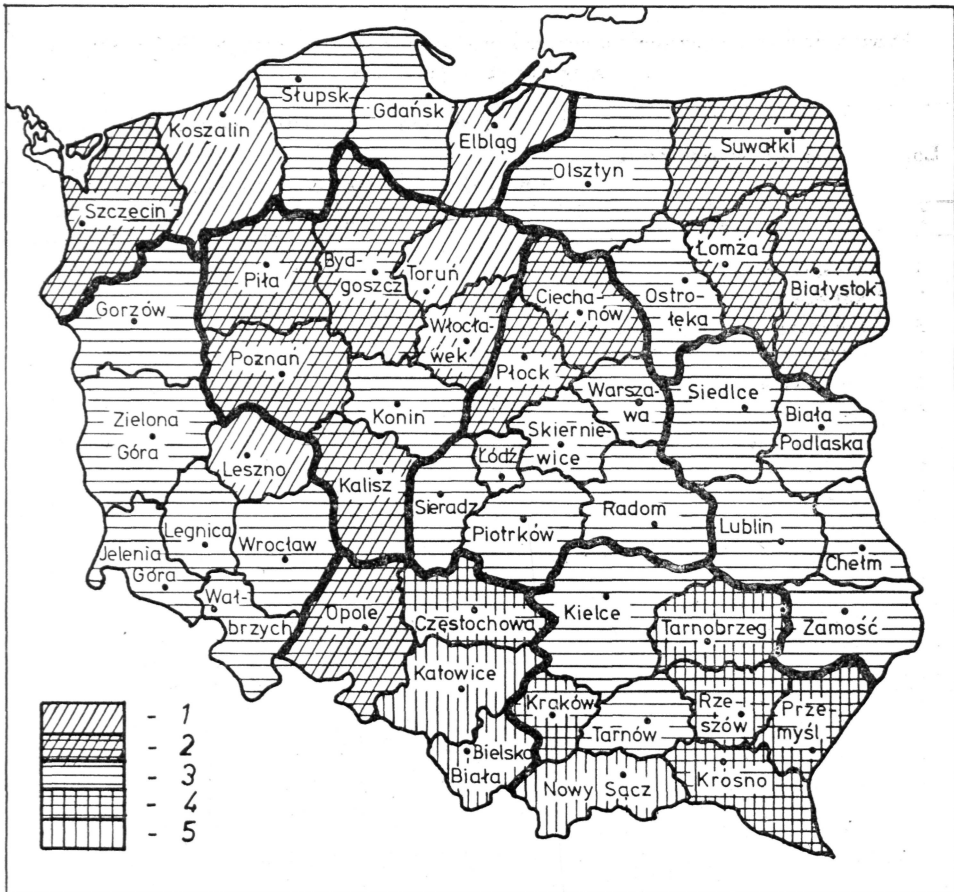 Słupsk
Gdańsk
Koszalin
Elbląg
Suwałki
Olsztyn
Szczecin
Łomża
Piła
Byd-
goszcz
Toruń
Białystok
Ciecha-
nów
Ostro-
łęka
Gorzów
Włocła-
wek
Poznań
Płock
Warsza-
wa
Siedlce
Biała
Podlaska
Konin
Zielona
Góra
Skiernie-
wice
Łódź
Leszno
Kalisz
Sieradz
Radom
Piotrków
Lublin
Legnica
Wrocław
Jelenia
Góra
Chełm
Wał-
brzych
Opole
Częstochowa
Kielce
Tarnobrzeg
Zamość
Katowice
Kraków
Tarnów
Rze-
szów
Prze-
myśl
Bielsko
Biała
Nowy Sącz
Krosno
- 1
- 2
- 3
- 4
- 5